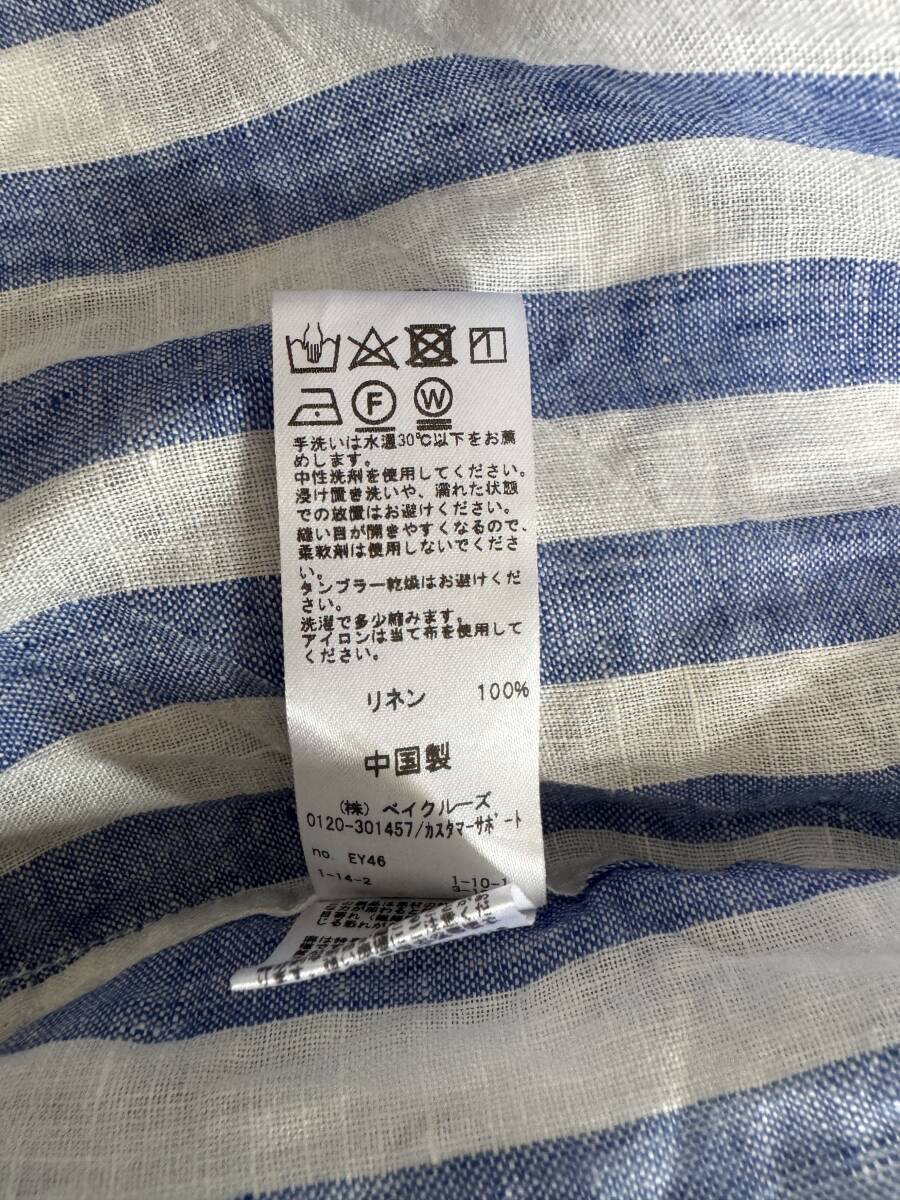 F W
手洗いは水温30℃以下をお薦
めします。
中性洗剤を使用してください。
浸け置き洗いや、濡れた状態
での放置はお避けください。
縫い目が開きやすくなるので、
柔軟剤は使用しないでくださ
い。
タンブラー乾燥はお避けくだ
さい。
洗濯で多少縮みます。
アイロンは当て布を使用して
ください。
リネン 100%
中国製
(株) ベイクルーズ
0120-301457/カスタマーサポート
no. EY46
1-14-2 1-10-1